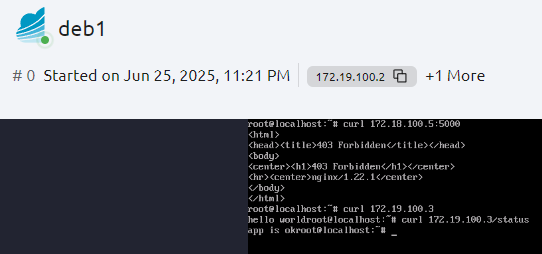 deb1
# 0 Started on Jun 25, 2025, 11:21 PM 172.19.100.2 +1 More
root@localhost:~# curl 172.18.100.5:5000
<html>
<head><title>403 Forbidden</title></head>
<body>
<center><h1>403 Forbidden</h1></center>
<hr><center>nginx/1.22.1</center>
</body>
</html>
root@localhost:~# curl 172.19.100.3
hello worldroot@localhost:~# curl 172.19.100.3/status
app is okroot@localhost:~# _